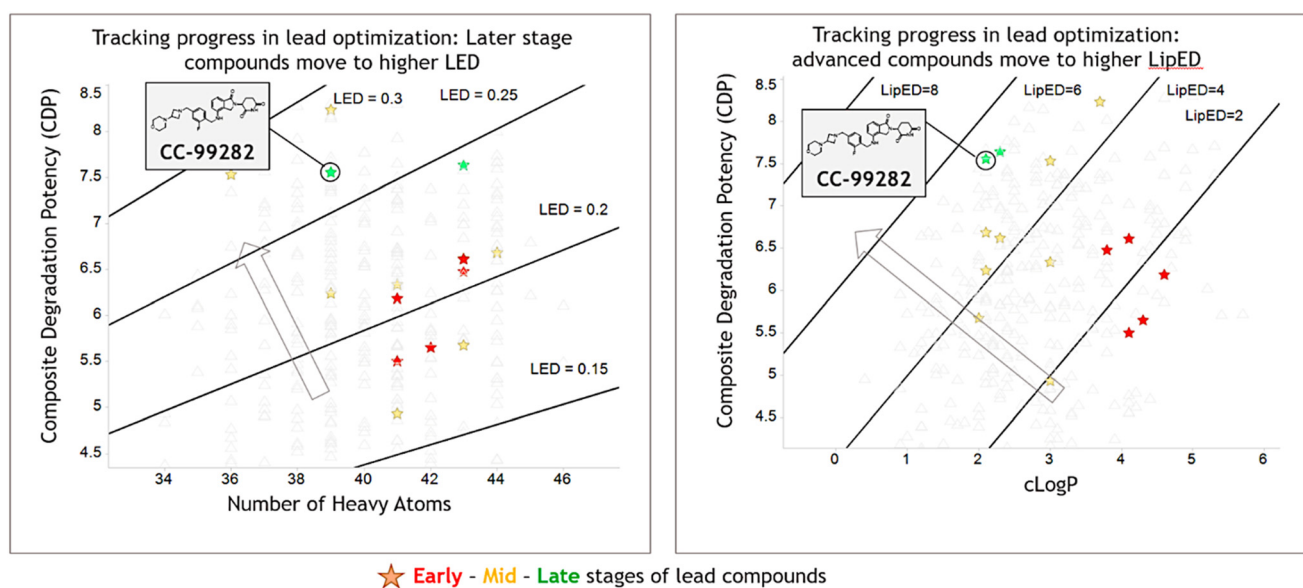 Tracking progress in lead optimization: Later stage
compounds move to higher LED
LED = 0.3
LED = 0.25
CC-99282
LED = 0.2
LED = 0.15
Composite Degradation Potency (CDP)
8.5
8
7.5
7
6.5
6
5.5
5
4.5
34 36 38 40 42 44 46
Number of Heavy Atoms
Tracking progress in lead optimization:
advanced compounds move to higher LipED
LipED=8
LipED=6
LipED=4
LipED=2
CC-99282
Composite Degradation Potency (CDP)
8.5
8
7.5
7
6.5
6
5.5
5
4.5
0 1 2 3 4 5 6
cLogP
Early - Mid - Late stages of lead compounds